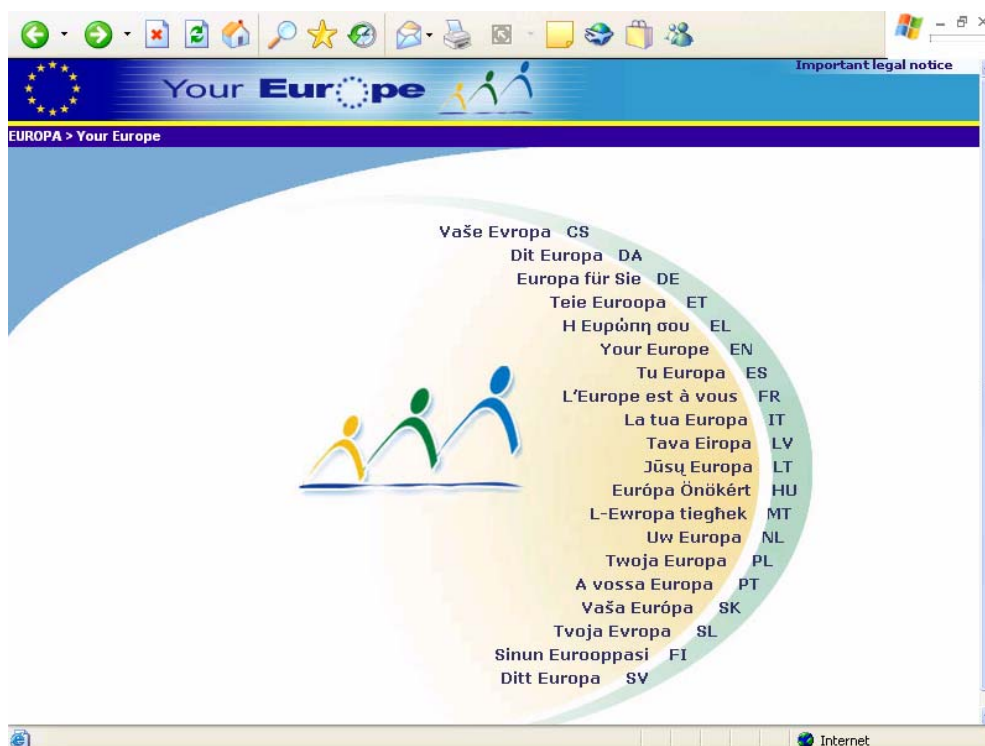 Important legal notice
Your Europe
EUROPA > Your Europe
Vaše Evropa CS
Dit Europa DA
Europa für Sie DE
Teie Euroopa ET
Η Ευρώπη σου EL
Your Europe EN
Tu Europa ES
L'Europe est à vous FR
La tua Europa IT
Tava Eiropa LV
Jūsų Europa LT
Európa Önökért HU
L-Ewropa tiegħek MT
Uw Europa NL
Twoja Europa PL
A vossa Europa PT
Vaša Európa SK
Tvoja Evropa SL
Sinun Eurooppasi FI
Ditt Europa SV
Internet